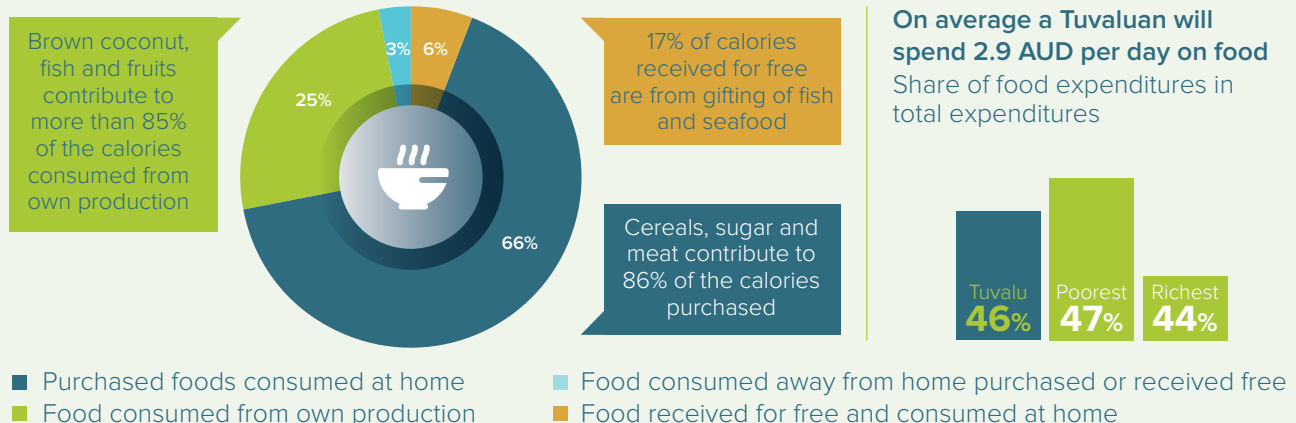 Brown coconut,
fish and fruits
contribute to
more than 85%
of the calories
consumed from
own production
3%
6%
25%
66%
17% of calories
received for free
are from gifting of fish
and seafood
Cereals, sugar and
meat contribute to
86% of the calories
purchased
On average a Tuvaluan will
spend 2.9 AUD per day on food
Share of food expenditures in
total expenditures
Tuvalu
46%
Poorest
47%
Richest
44%
Purchased foods consumed at home
Food consumed from own production
Food consumed away from home purchased or received free
Food received for free and consumed at home